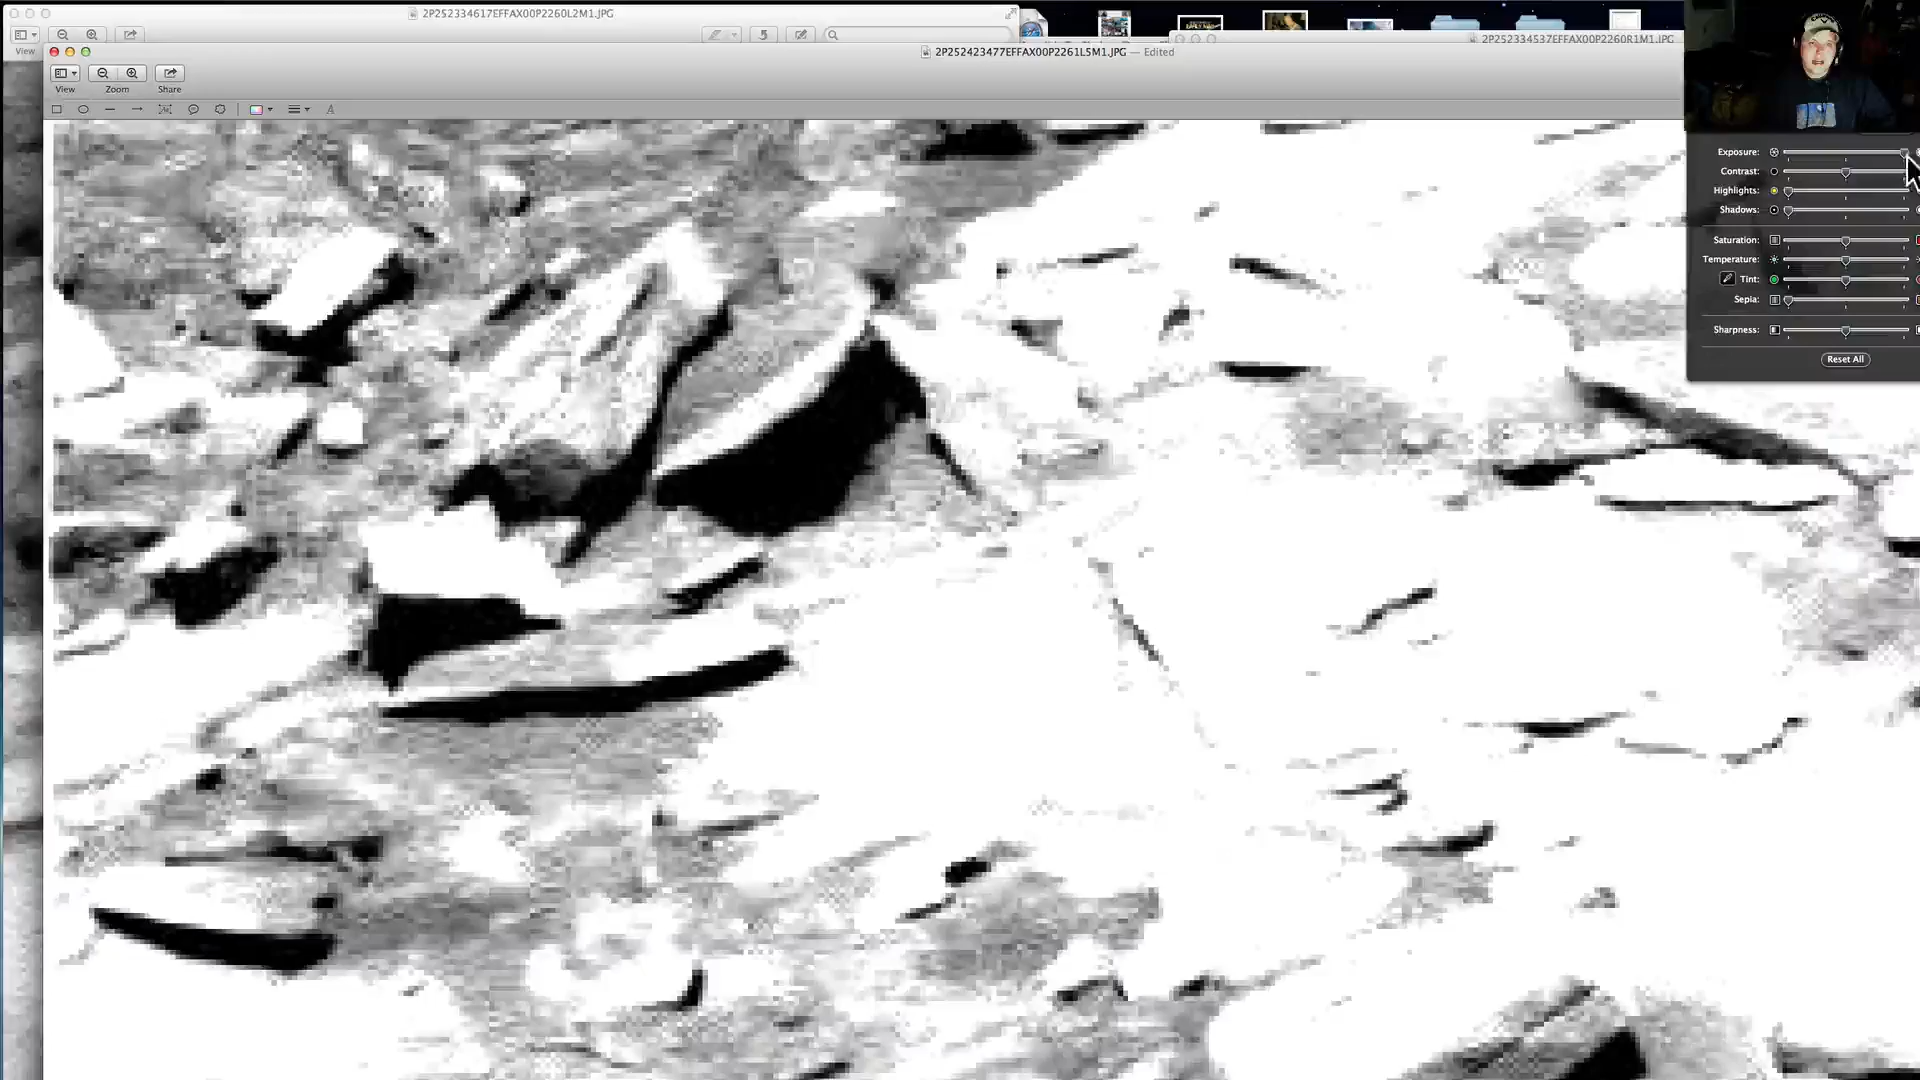 2P252334617EFFAX00P2260L2M1.JPG
View
2P252334537EFFAX00P2260R1M1.JPG
2P252423477EFFAX00P2261L5M1.JPG — Edited
View Zoom Share
A
Exposure:
Contrast:
Highlights:
Shadows:
Saturation:
Temperature:
Tint:
Sepia:
Sharpness:
Reset All